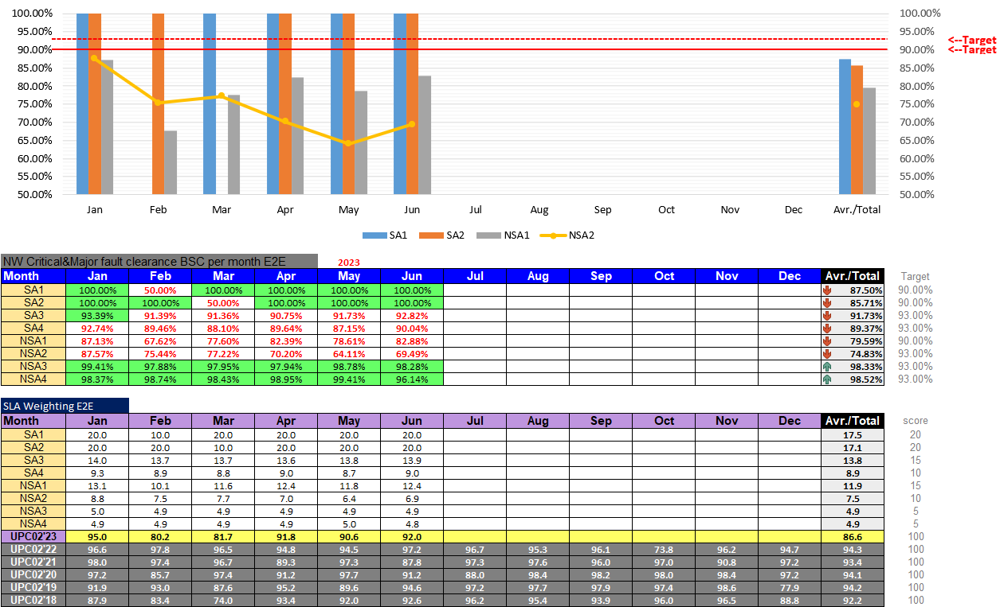 100.00% 100.00%
95.00% 95.00% <--Target
90.00% 90.00% <--Target
85.00% 85.00%
80.00% 80.00%
75.00% 75.00%
70.00% 70.00%
65.00% 65.00%
60.00% 60.00%
55.00% 55.00%
50.00% 50.00%
Jan Feb Mar Apr May Jun Jul Aug Sep Oct Nov Dec Avr./Total
SA1 SA2 NSA1 NSA2
NW Critical&Major fault clearance BSC per month E2E 2023
Month Jan Feb Mar Apr May Jun Jul Aug Sep Oct Nov Dec Avr./Total Target
SA1 100.00% 50.00% 100.00% 100.00% 100.00% 100.00% 87.50% 90.00%
SA2 100.00% 100.00% 50.00% 100.00% 100.00% 100.00% 85.71% 90.00%
SA3 93.39% 91.39% 91.36% 90.75% 91.73% 92.82% 91.73% 93.00%
SA4 92.74% 89.46% 88.10% 89.64% 87.15% 90.04% 89.37% 93.00%
NSA1 87.13% 67.62% 77.60% 82.39% 78.61% 82.88% 79.59% 90.00%
NSA2 87.57% 75.44% 77.22% 70.20% 64.11% 69.49% 74.83% 93.00%
NSA3 99.41% 97.88% 97.95% 97.94% 98.78% 98.28% 98.33% 93.00%
NSA4 98.37% 98.74% 98.43% 98.95% 99.41% 96.14% 98.52% 93.00%
SLA Weighting E2E
Month Jan Feb Mar Apr May Jun Jul Aug Sep Oct Nov Dec Avr./Total score
SA1 20.0 10.0 20.0 20.0 20.0 20.0 17.5 20
SA2 20.0 20.0 10.0 20.0 20.0 20.0 17.1 20
SA3 14.0 13.7 13.7 13.6 13.8 13.9 13.8 15
SA4 9.3 8.9 8.8 9.0 8.7 9.0 8.9 10
NSA1 13.1 10.1 11.6 12.4 11.8 12.4 11.9 15
NSA2 8.8 7.5 7.7 7.0 6.4 6.9 7.5 10
NSA3 5.0 4.9 4.9 4.9 4.9 4.9 4.9 5
NSA4 4.9 4.9 4.9 4.9 5.0 4.8 4.9 5
UPC02'23 95.0 80.2 81.7 91.8 90.6 92.0 86.6 100
UPC02'22 96.6 97.8 96.5 94.8 94.5 97.2 96.7 95.3 96.1 73.8 96.2 94.7 94.3 100
UPC02'21 98.0 97.4 96.7 89.3 97.3 87.8 97.3 97.6 96.0 97.0 90.8 97.2 93.4 100
UPC02'20 97.2 85.7 97.4 91.2 97.7 91.2 88.0 98.4 98.2 98.0 98.4 97.2 94.1 100
UPC02'19 91.9 93.0 87.6 95.2 89.6 94.6 97.2 97.7 97.9 97.4 98.6 77.9 94.2 100
UPC02'18 87.9 83.4 74.0 93.4 92.0 92.6 96.2 95.4 93.9 96.0 96.5 88.8 92.2 100